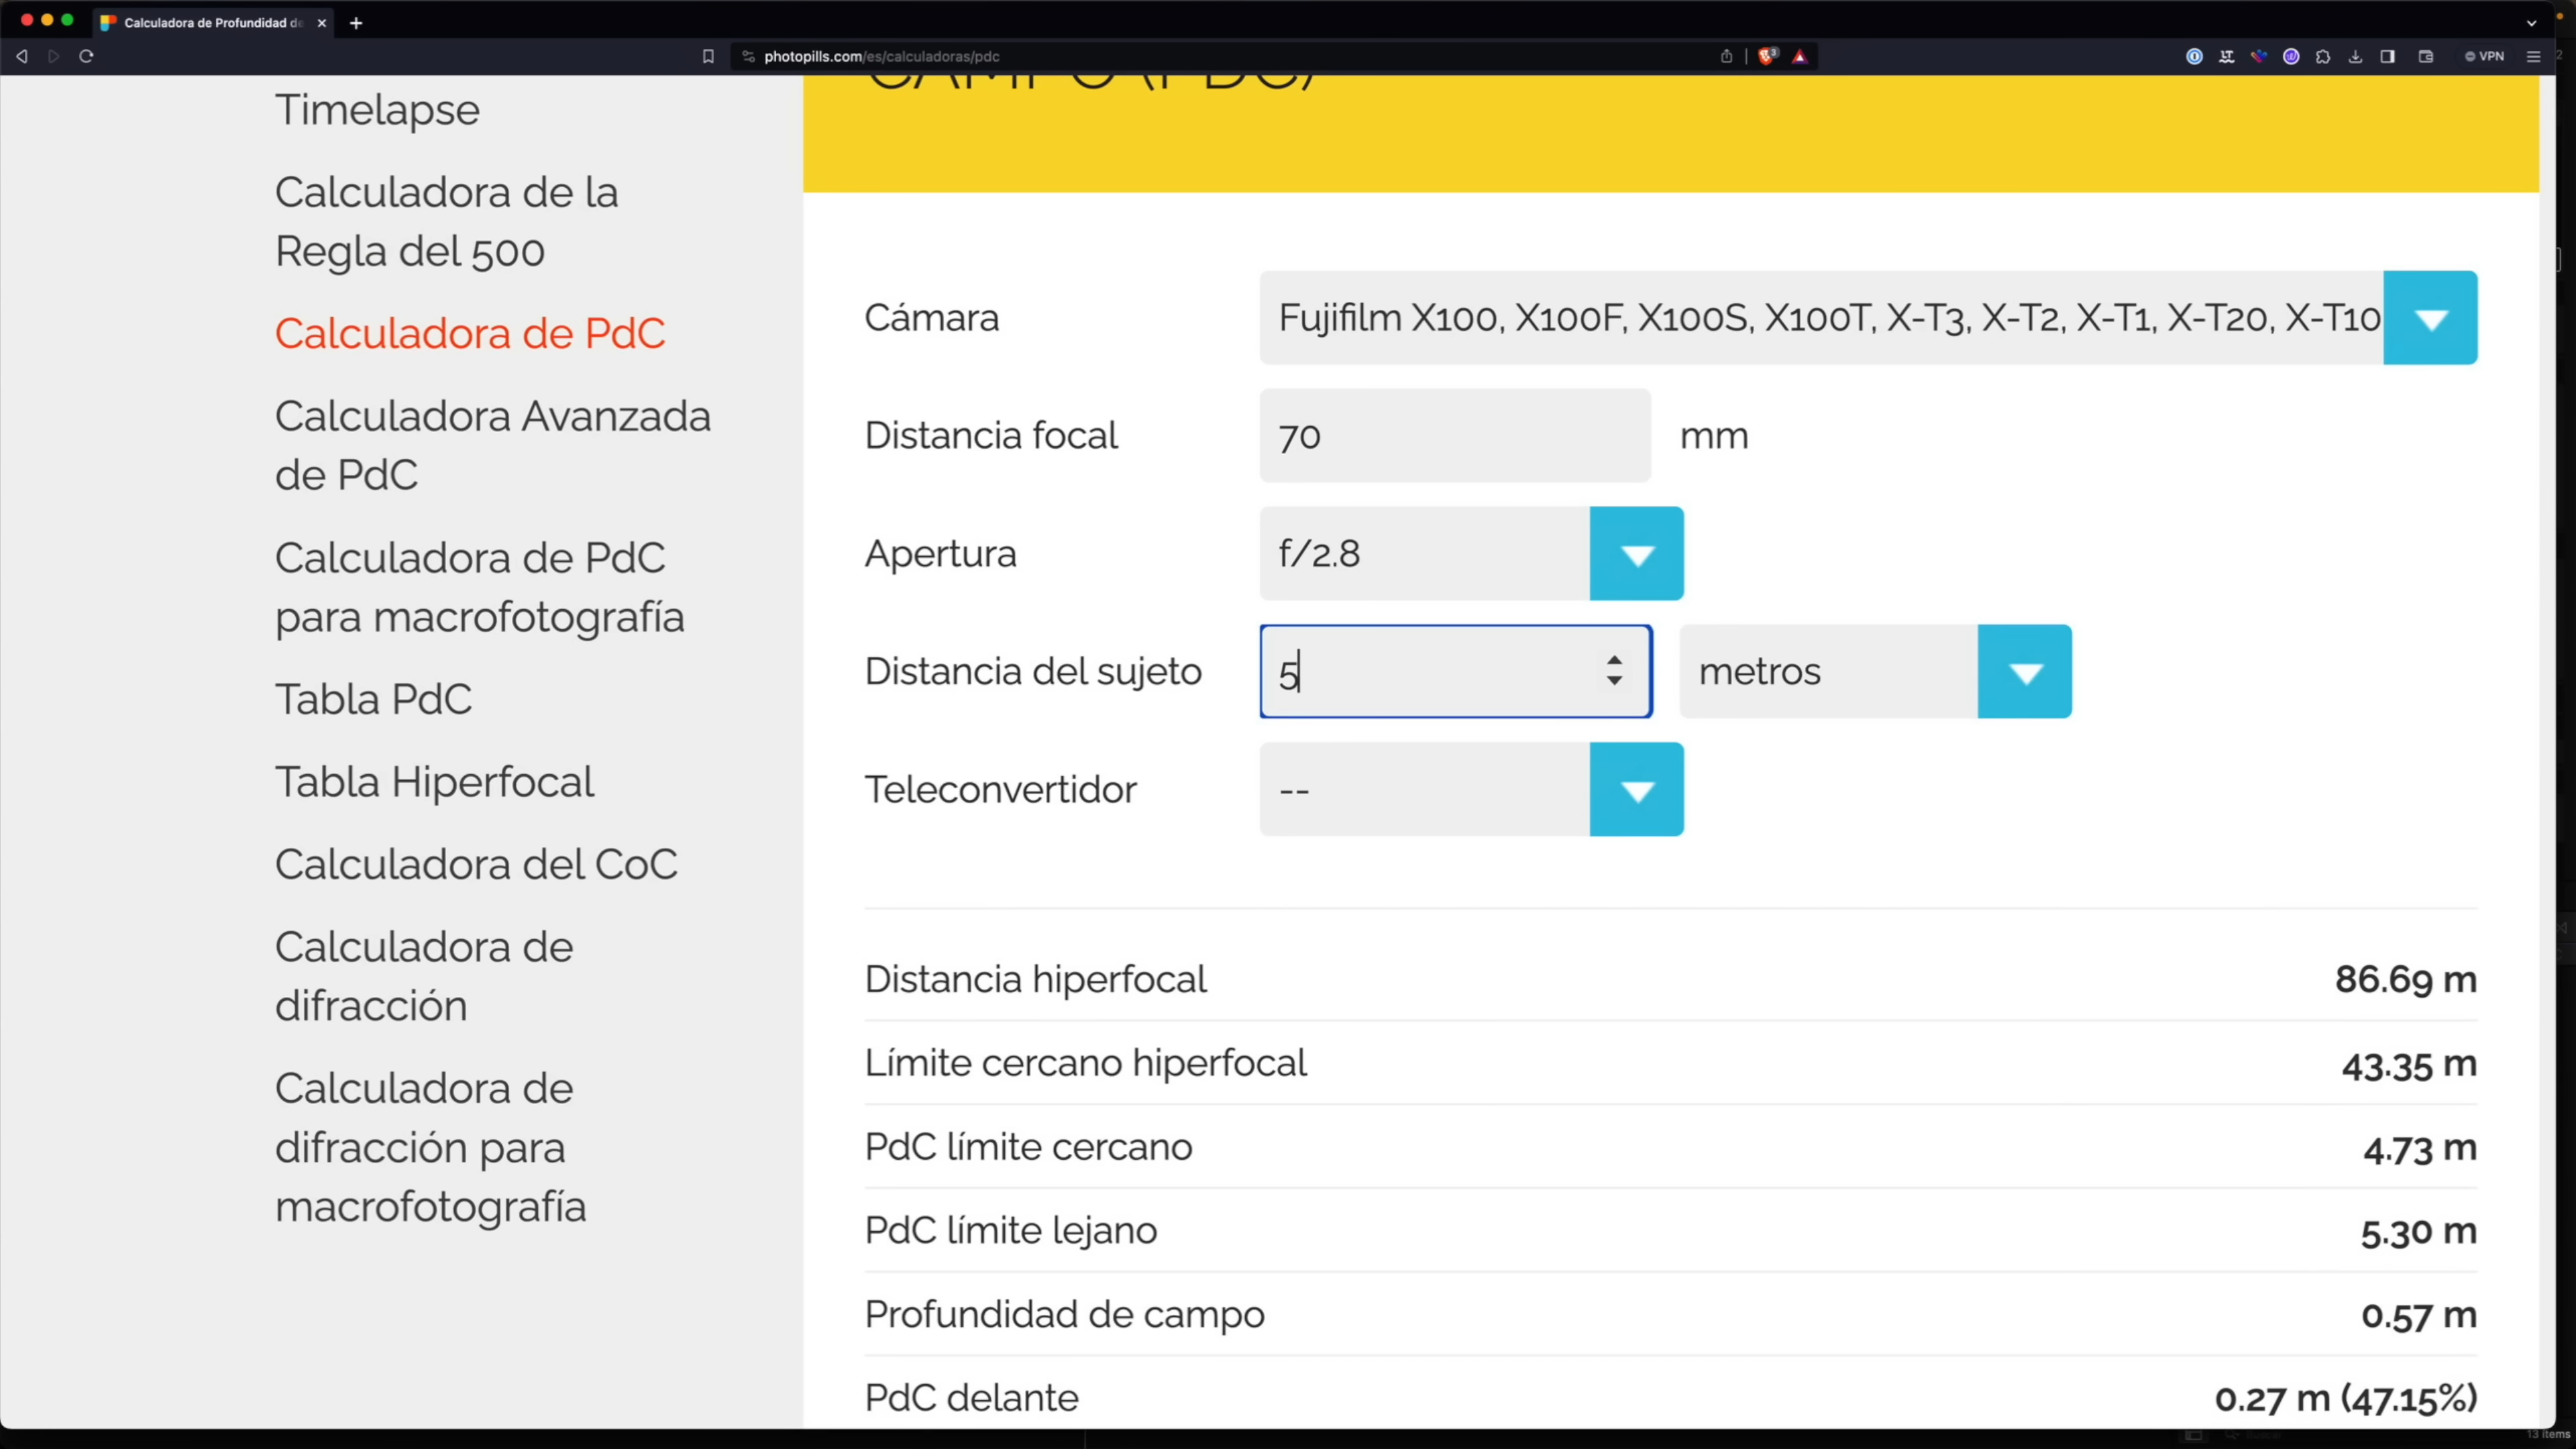 Calculadora de Profundidad de
photopills.com/es/calculadoras/pdc
3
VPN
Timelapse
Calculadora de la
Regla del 500
Calculadora de PdC
Calculadora Avanzada
de PdC
Calculadora de PdC
para macrofotografía
Tabla PdC
Tabla Hiperfocal
Calculadora del CoC
Calculadora de
difracción
Calculadora de
difracción para
macrofotografía
CAMPO (PDC)
Cámara
Fujifilm X100, X100F, X100S, X100T, X-T3, X-T2, X-T1, X-T20, X-T10
Distancia focal
70
mm
Apertura
f/2.8
Distancia del sujeto
5
metros
Teleconvertidor
--
Distancia hiperfocal
86.69 m
Límite cercano hiperfocal
43.35 m
PdC límite cercano
4.73 m
PdC límite lejano
5.30 m
Profundidad de campo
0.57 m
PdC delante
0.27 m (47.15%)
13 items